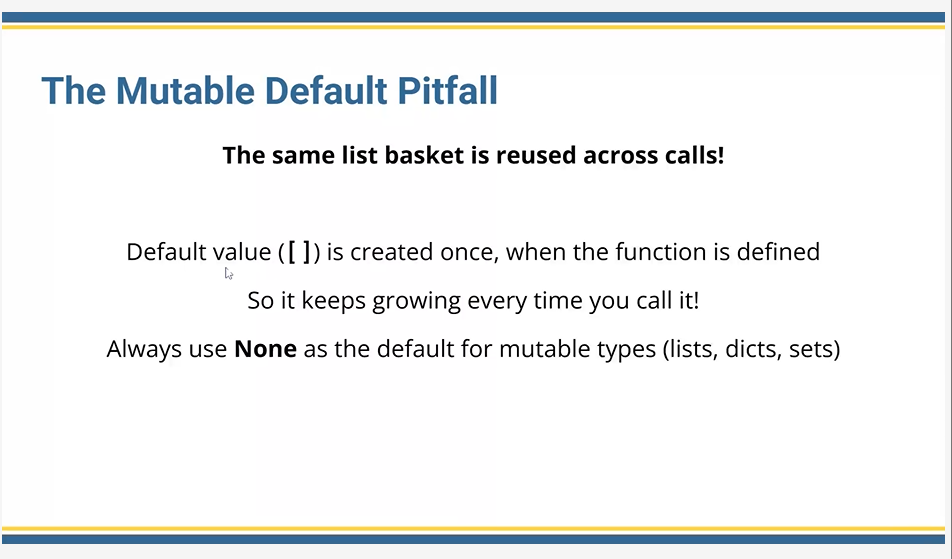 The Mutable Default Pitfall
The same list basket is reused across calls!
Default value ([ ]) is created once, when the function is defined
So it keeps growing every time you call it!
Always use None as the default for mutable types (lists, dicts, sets)